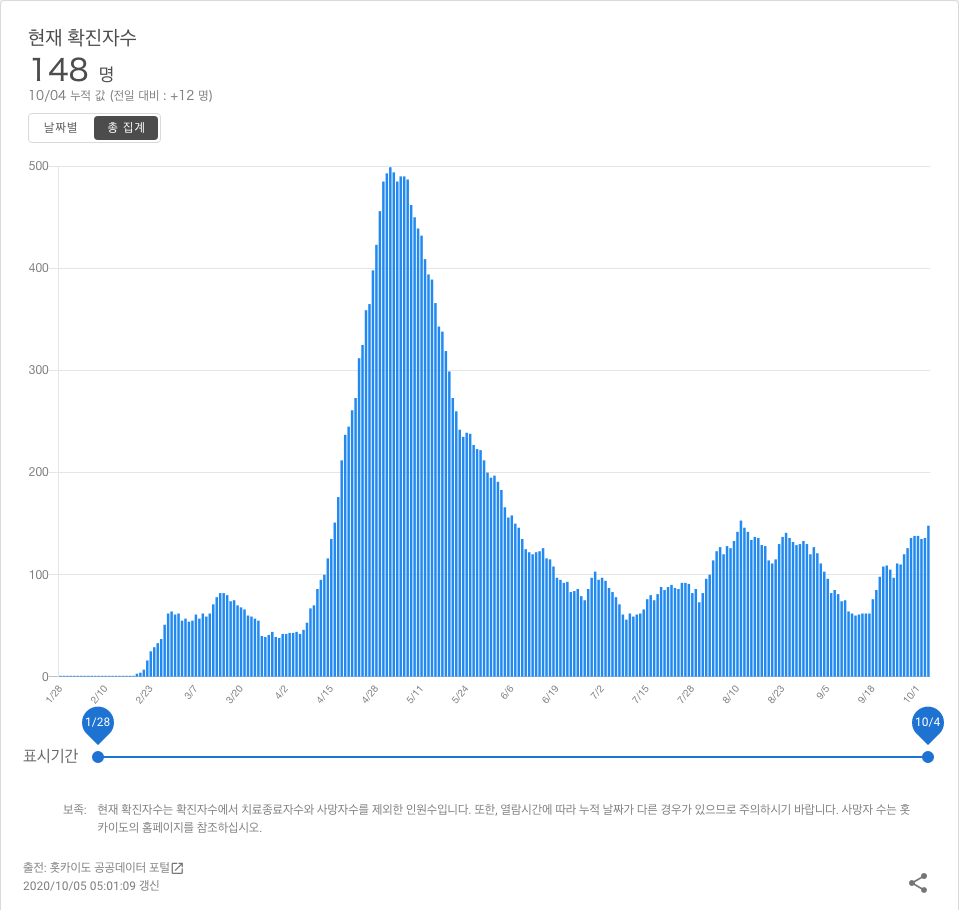 현재 확진자수
148 명
10/04 누적 값 (전일 대비 : +12 명)
날짜별 총 집계
500
400
300
200
100
0
1/28 2/10 2/23 3/7 3/20 4/2 4/15 4/28 5/11 5/24 6/6 6/19 7/2 7/15 7/28 8/10 8/23 9/5 9/18 10/1
1/28 10/4
표시기간
보족: 현재 확진자수는 확진자수에서 치료종료자수와 사망자수를 제외한 인원수입니다. 또한, 열람시간에 따라 누적 날짜가 다른 경우가 있으므로 주의하시기 바랍니다. 사망자 수는 홋
카이도의 홈페이지를 참조하십시오.
출전: 홋카이도 공공데이터 포털
2020/10/05 05:01:09 갱신